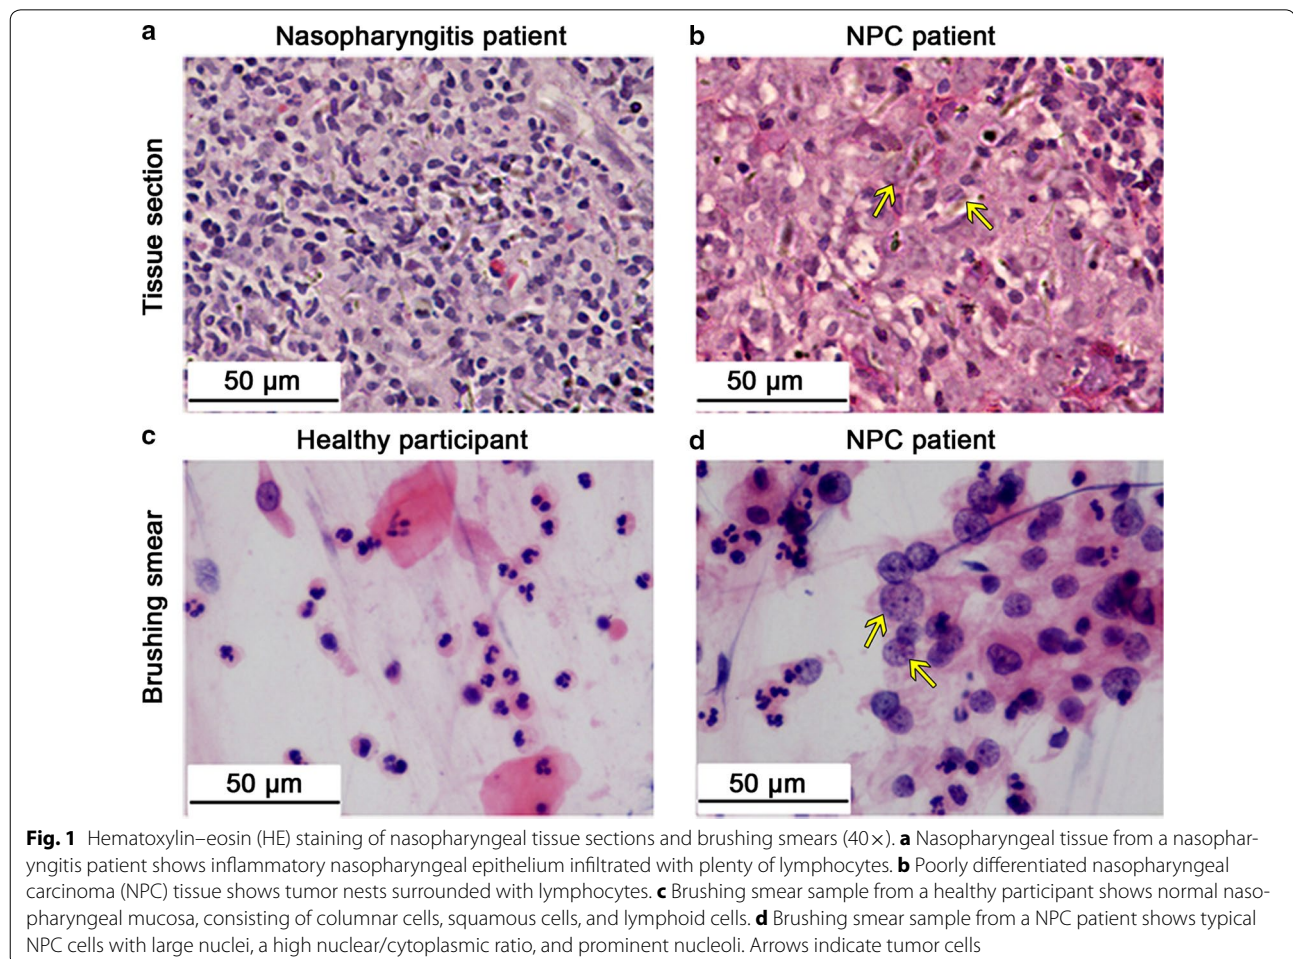 a Nasopharyngitis patient
b NPC patient
Tissue section
50 µm
50 µm
c Healthy participant
d NPC patient
Brushing smear
50 µm
50 µm
Fig. 1 Hematoxylin–eosin (HE) staining of nasopharyngeal tissue sections and brushing smears (40×). a Nasopharyngeal tissue from a nasophar-
yngitis patient shows inflammatory nasopharyngeal epithelium infiltrated with plenty of lymphocytes. b Poorly differentiated nasopharyngeal
carcinoma (NPC) tissue shows tumor nests surrounded with lymphocytes. c Brushing smear sample from a healthy participant shows normal naso-
pharyngeal mucosa, consisting of columnar cells, squamous cells, and lymphoid cells. d Brushing smear sample from a NPC patient shows typical
NPC cells with large nuclei, a high nuclear/cytoplasmic ratio, and prominent nucleoli. Arrows indicate tumor cells